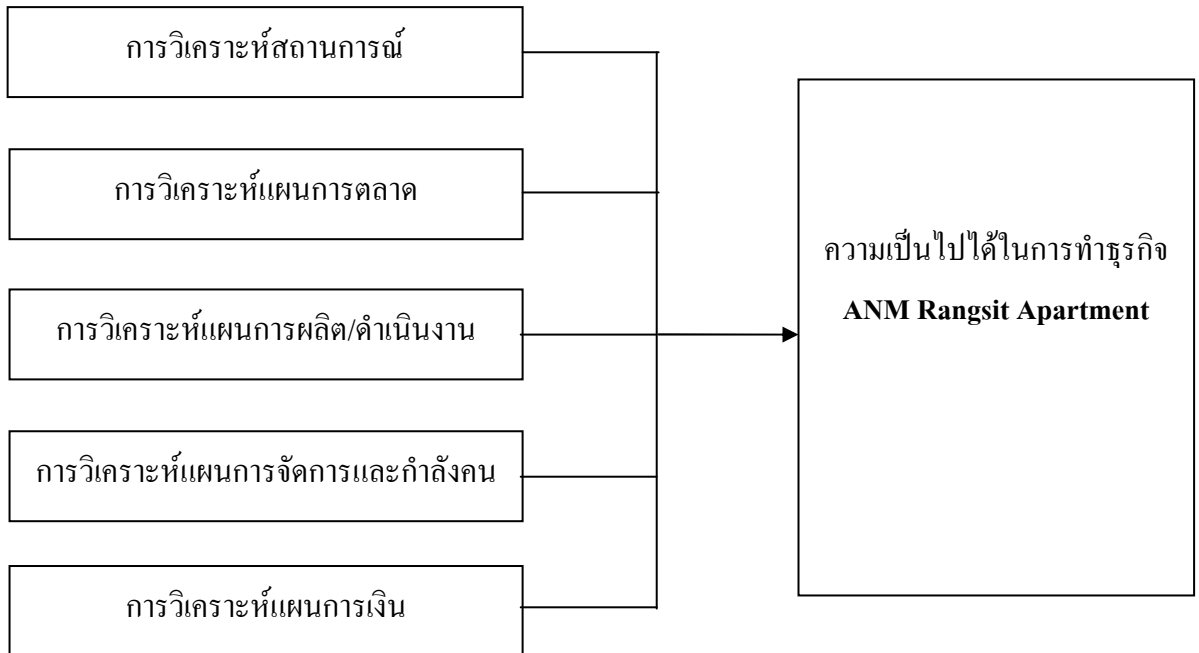 การวิเคราะห์สถานการณ์
การวิเคราะห์แผนการตลาด
การวิเคราะห์แผนการผลิต/ดำเนินงาน
การวิเคราะห์แผนการจัดการและกำลังคน
การวิเคราะห์แผนการเงิน
ความเป็นไปได้ในการทำธุรกิจ
ANM Rangsit Apartment